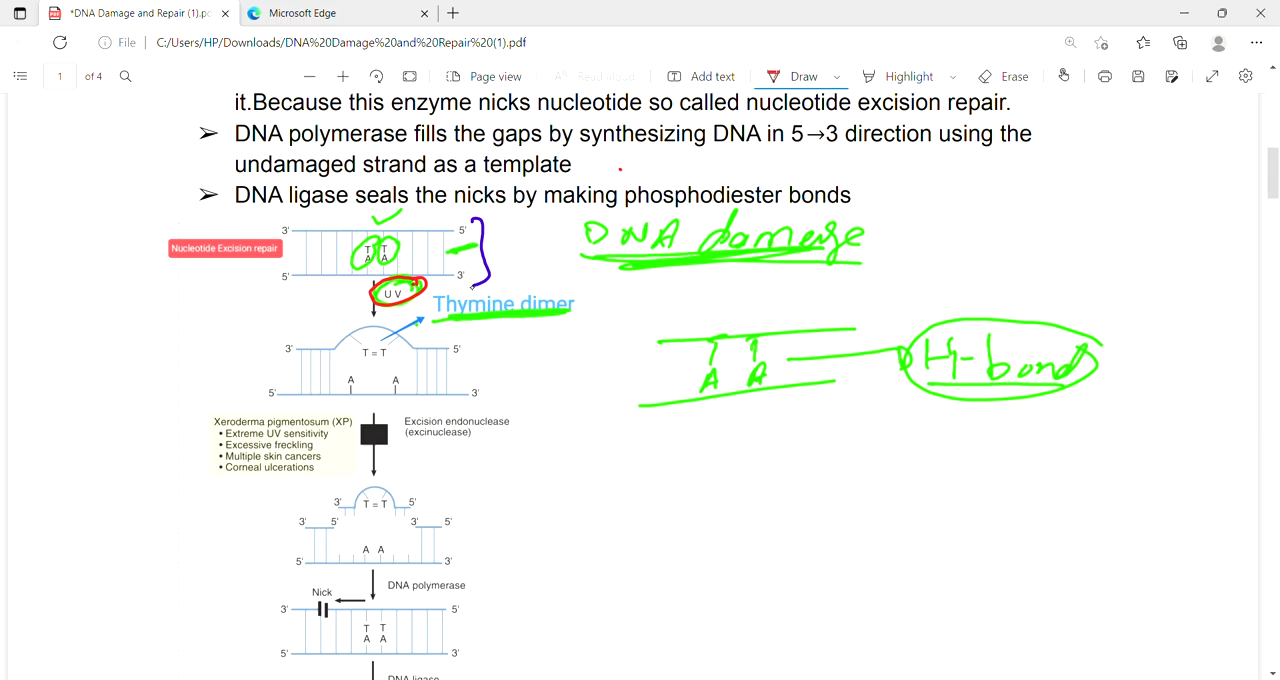 *DNA Damage and Repair (1).pd
Microsoft Edge
File
C:/Users/HP/Downloads/DNA%20Damage%20and%20Repair%20(1).pdf
1 of 4
Page view
Read aloud
Add text
Draw
Highlight
Erase
it.Because this enzyme nicks nucleotide so called nucleotide excision repair.
➢ DNA polymerase fills the gaps by synthesizing DNA in 5→3 direction using the
undamaged strand as a template
➢ DNA ligase seals the nicks by making phosphodiester bonds
3' 5'
DNA damage
Nucleotide Excision repair
T T
A A
5' 3'
UV
Thymine dimer
3' T = T 5'
T T
A A
H-bond
A A
5' 3'
Xeroderma pigmentosum (XP)
• Extreme UV sensitivity
• Excessive freckling
• Multiple skin cancers
• Corneal ulcerations
Excision endonuclease
(excinuclease)
3' T = T 5'
3' 5' 3' 5'
A A
5' 3'
DNA polymerase
Nick
3' 5'
T T
A A
5' 3'
DNA ligase